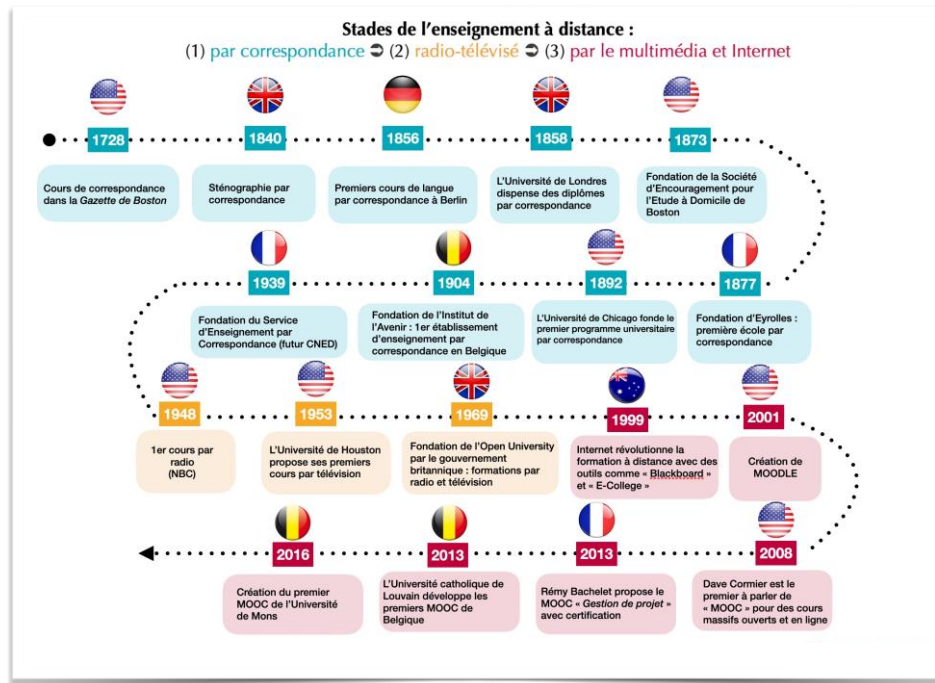 Stades de l'enseignement à distance :
(1) par correspondance ➲ (2) radio-télévisé ➲ (3) par le multimédia et Internet
1728
1840
1856
1858
1873
Cours de correspondance
dans la Gazette de Boston
Sténographie par
correspondance
Premiers cours de langue
par correspondance à Berlin
L'Université de Londres
dispense des diplômes
par correspondance
Fondation de la Société
d'Encouragement pour
l'Etude à Domicile de
Boston
1939
1904
1892
1877
Fondation du Service
d'Enseignement par
Correspondance (futur CNED)
Fondation de l'Institut de
l'Avenir : 1er établissement
d'enseignement par
correspondance en Belgique
L'Université de Chicago fonde le
premier programme universitaire
par correspondance
Fondation d'Eyrolles :
première école par
correspondance
1948
1953
1969
1999
2001
1er cours par
radio
(NBC)
L'Université de Houston
propose ses premiers
cours par télévision
Fondation de l'Open University
par le gouvernement
britannique : formations par
radio et télévision
Internet révolutionne la
formation à distance avec des
outils comme « Blackboard »
et « E-College »
Création de
MOODLE
2016
2013
2013
2008
Création du premier
MOOC de l'Université
de Mons
L'Université catholique de
Louvain développe les
premiers MOOC de
Belgique
Rémy Bachelet propose le
MOOC « Gestion de projet »
avec certification
Dave Cormier est le
premier à parler de
« MOOC » pour des cours
massifs ouverts et en ligne